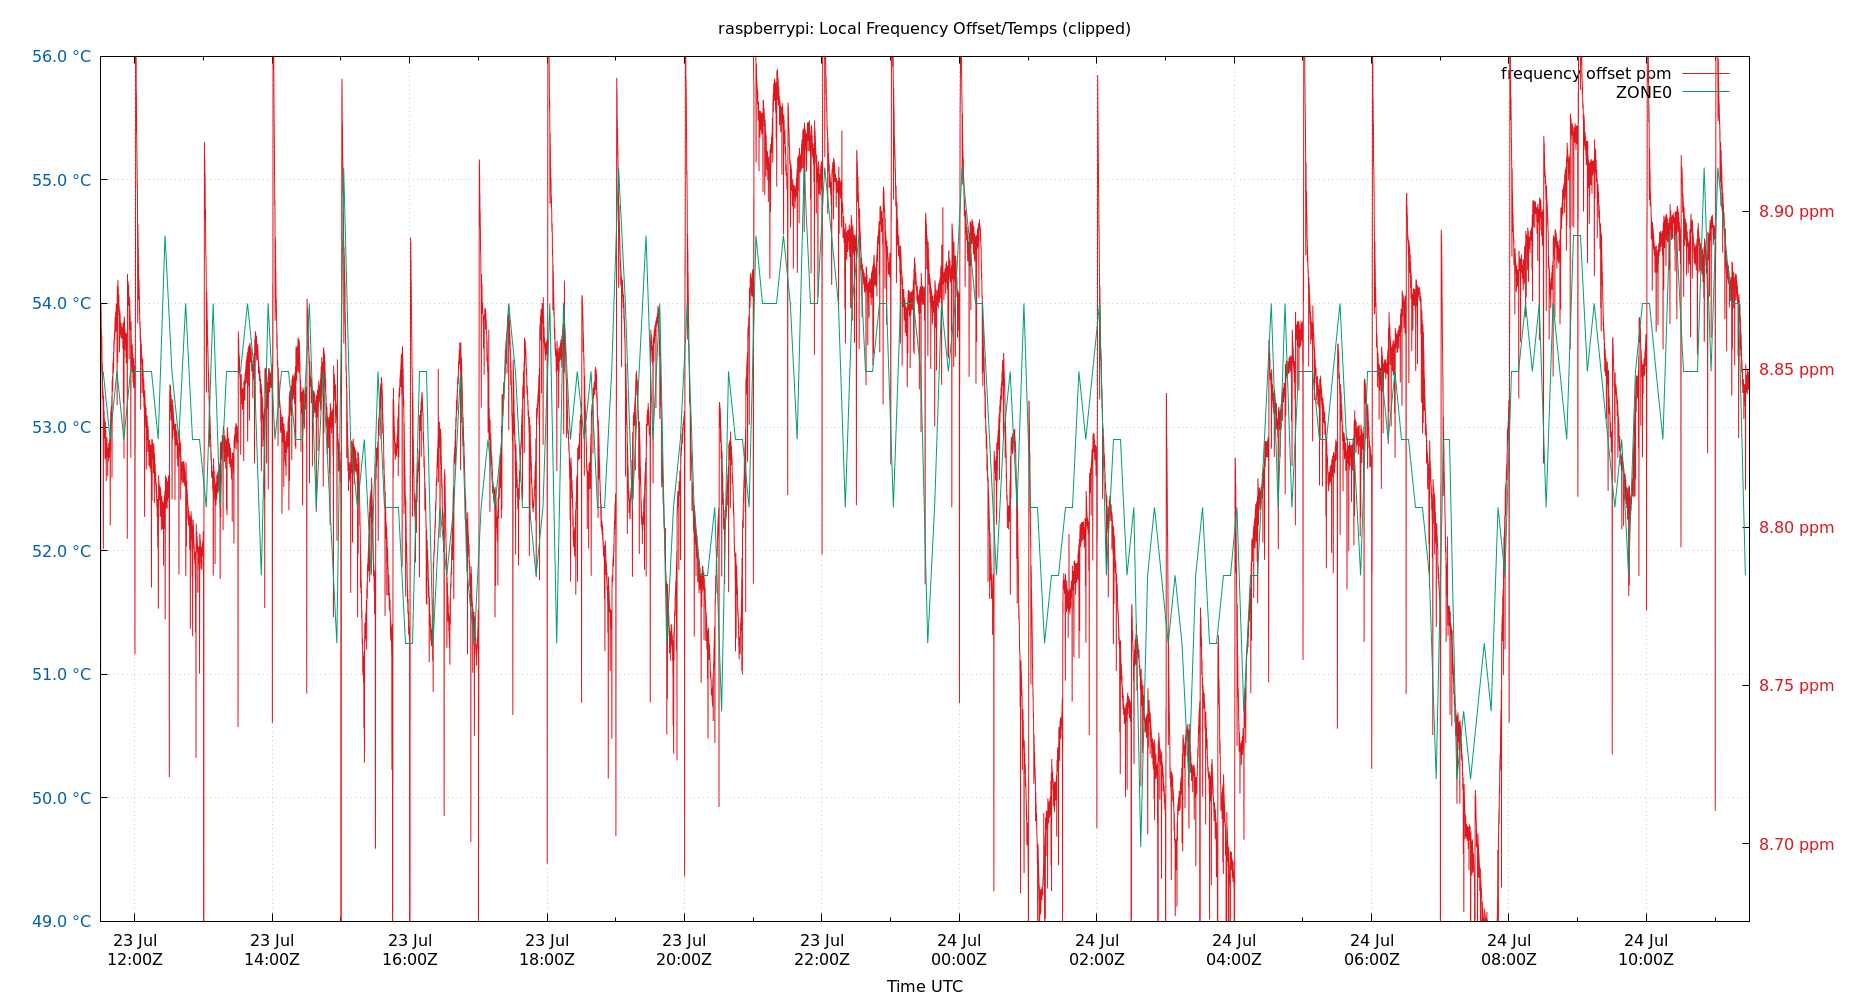 raspberrypi: Local Frequency Offset/Temps (clipped)
56.0 °C
55.0 °C
54.0 °C
53.0 °C
52.0 °C
51.0 °C
50.0 °C
49.0 °C
frequency offset ppm
ZONE0
8.90 ppm
8.85 ppm
8.80 ppm
8.75 ppm
8.70 ppm
23 Jul
12:00Z
23 Jul
14:00Z
23 Jul
16:00Z
23 Jul
18:00Z
23 Jul
20:00Z
23 Jul
22:00Z
24 Jul
00:00Z
24 Jul
02:00Z
24 Jul
04:00Z
24 Jul
06:00Z
24 Jul
08:00Z
24 Jul
10:00Z
Time UTC